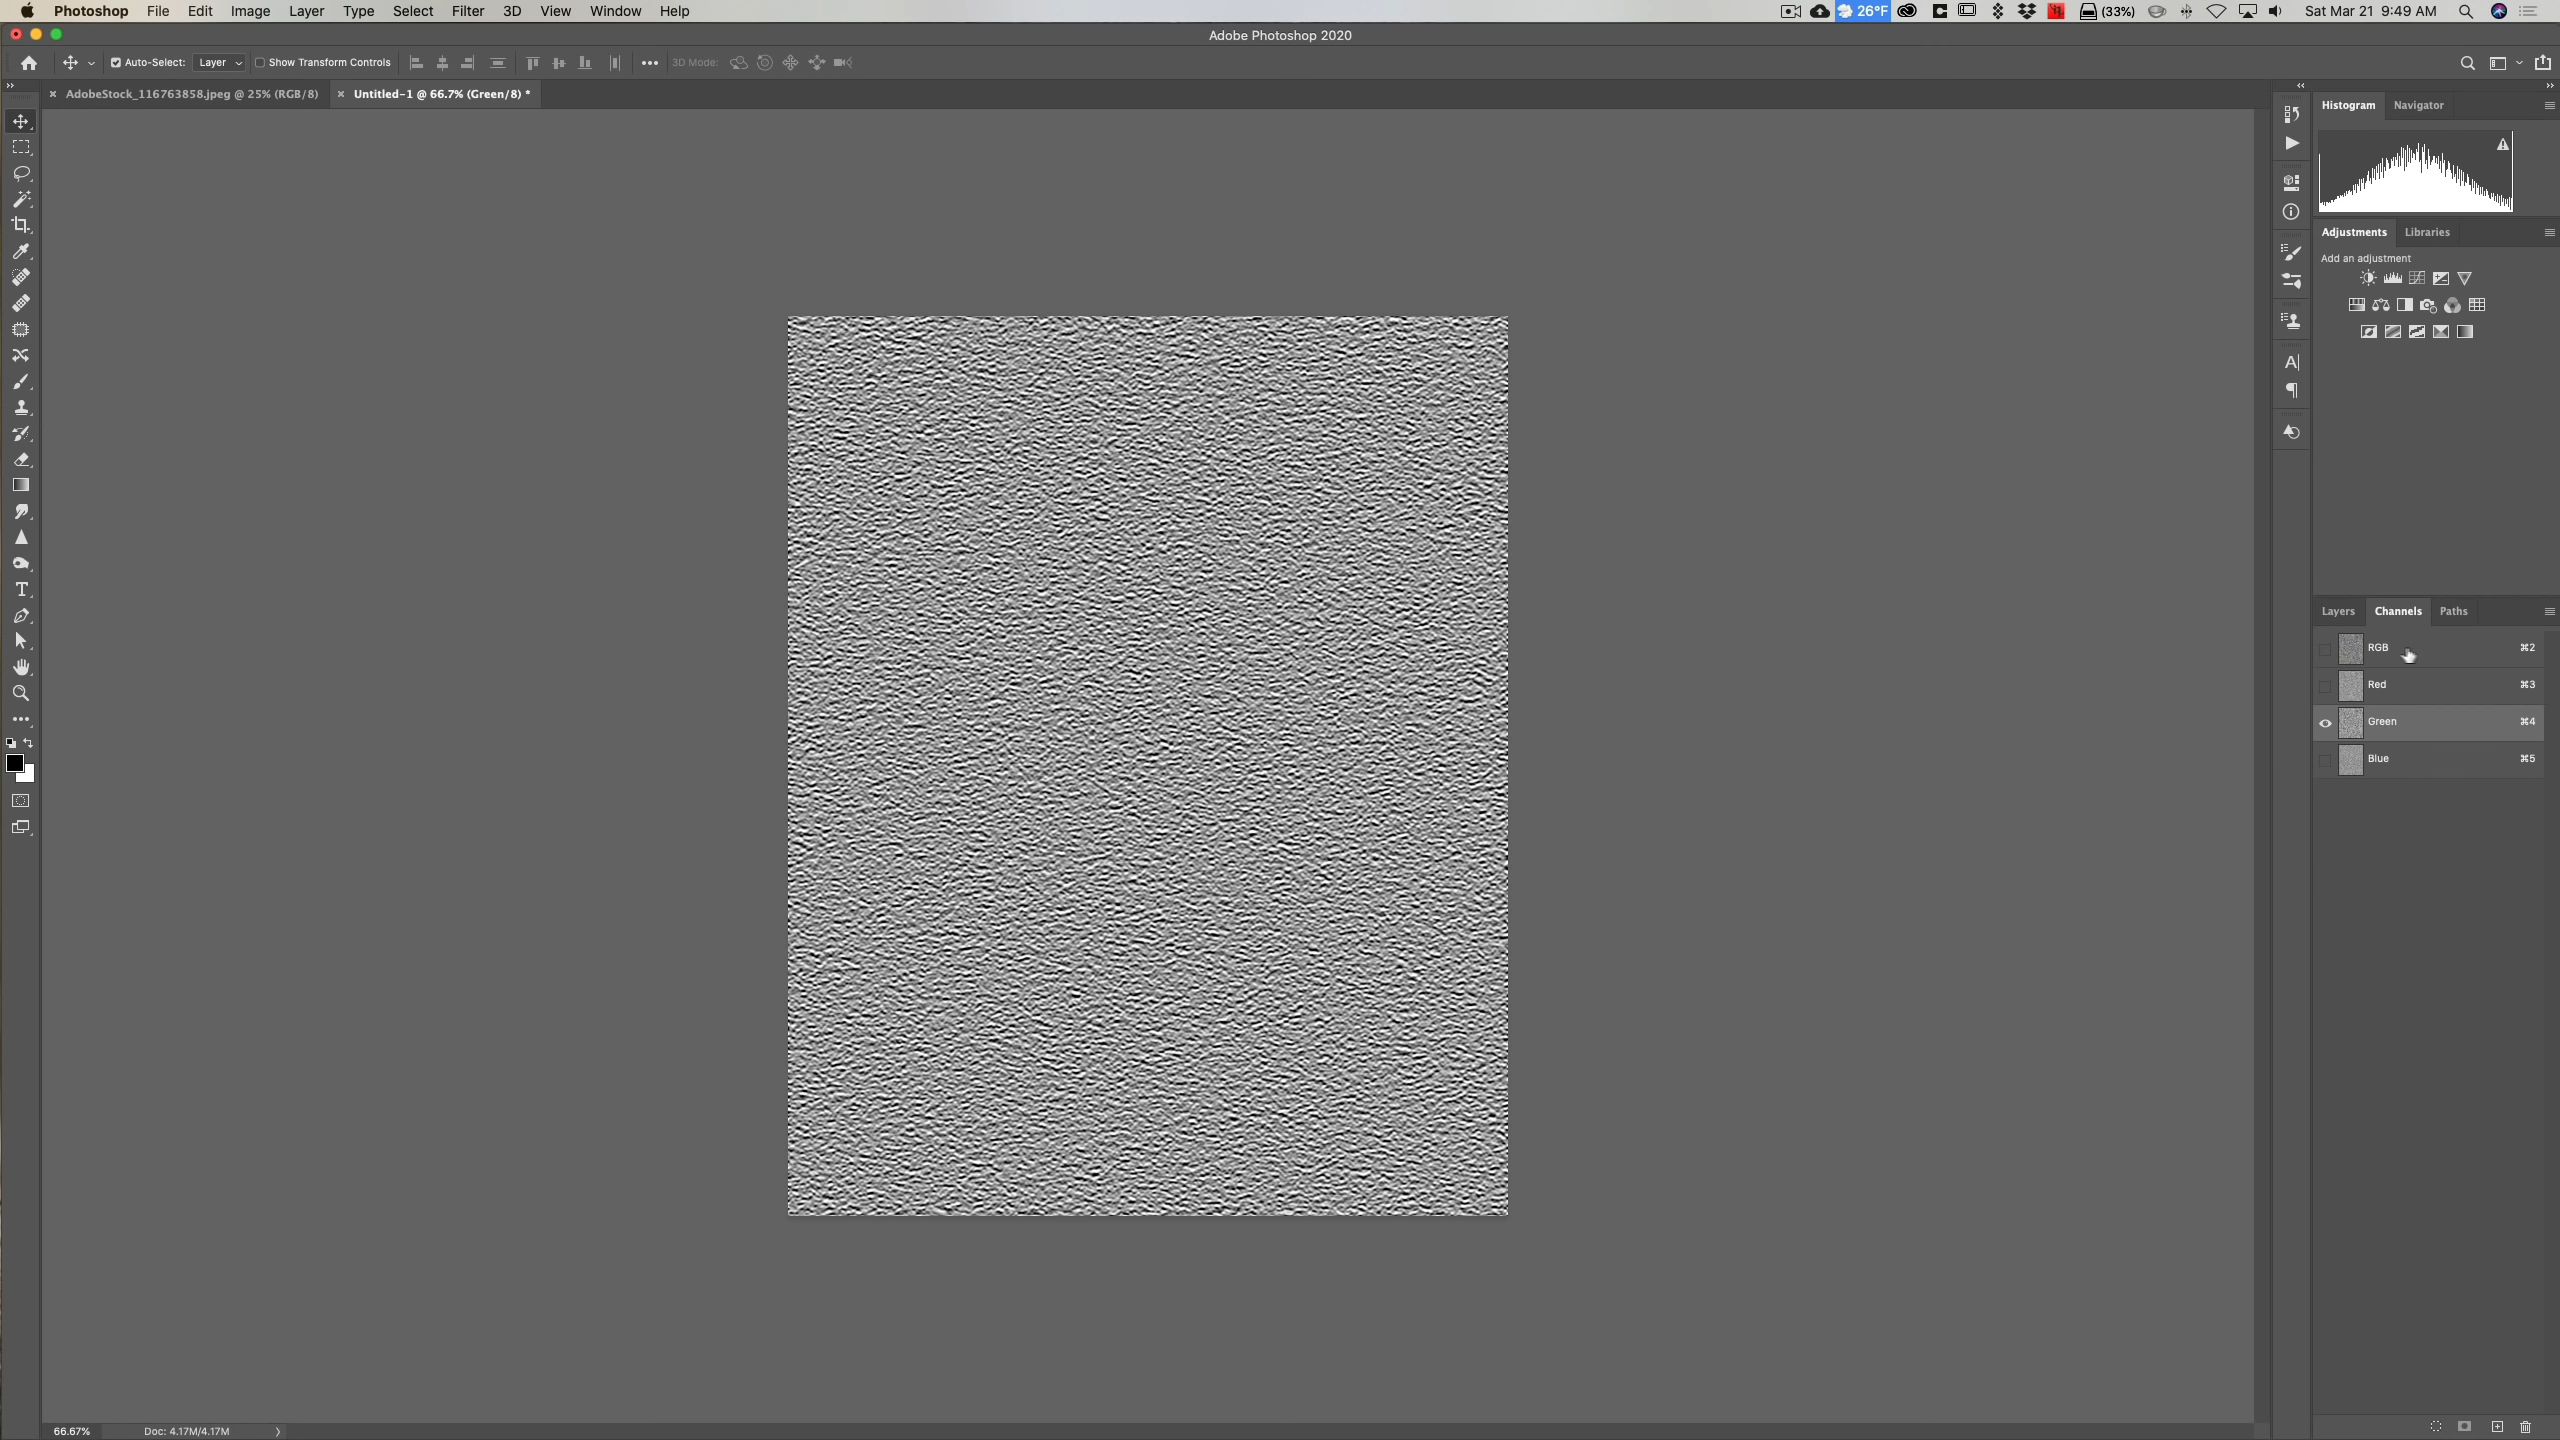 Photoshop File Edit Image Layer Type Select Filter 3D View Window Help 26°F (33%) Sat Mar 21 9:49 AM
Adobe Photoshop 2020
Auto-Select: Layer Show Transform Controls 3D Mode:
AdobeStock_116763858.jpeg @ 25% (RGB/8) Untitled-1 @ 66.7% (Green/8) *
Histogram Navigator
Adjustments Libraries
Add an adjustment
Layers Channels Paths
RGB ⌘2
Red ⌘3
Green ⌘4
Blue ⌘5
66.67% Doc: 4.17M/4.17M